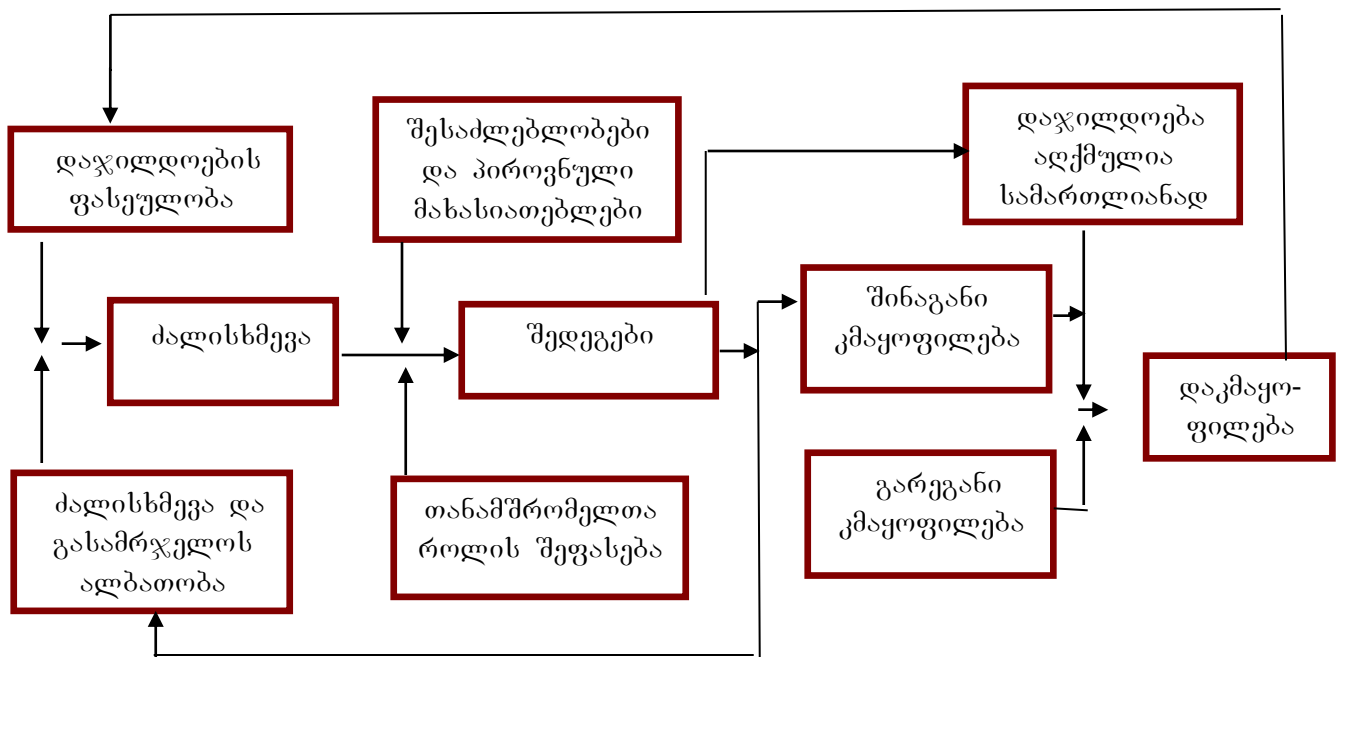 დაჯილდოების
ფასეულობა
შესაძლებლობები
და პიროვნული
მახასიათებლები
დაჯილდოება
აღქმულია
სამართლიანად
ძალისხმევა
შედეგები
შინაგანი
კმაყოფილება
დაკმაყო-
ფილება
ძალისხმევა და
გასამრჯელოს
ალბათობა
თანამშრომელთა
როლის შეფასება
გარეგანი
კმაყოფილება